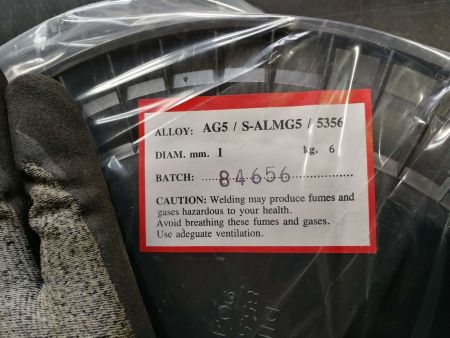 ALLOY: AG5 / S-ALMG5 / 5356
DIAM. mm. 1 kg. 6
BATCH: 84656
CAUTION: Welding may produce fumes and
gases hazardous to your health.
Avoid breathing these fumes and gases.
Use adeguate ventilation.